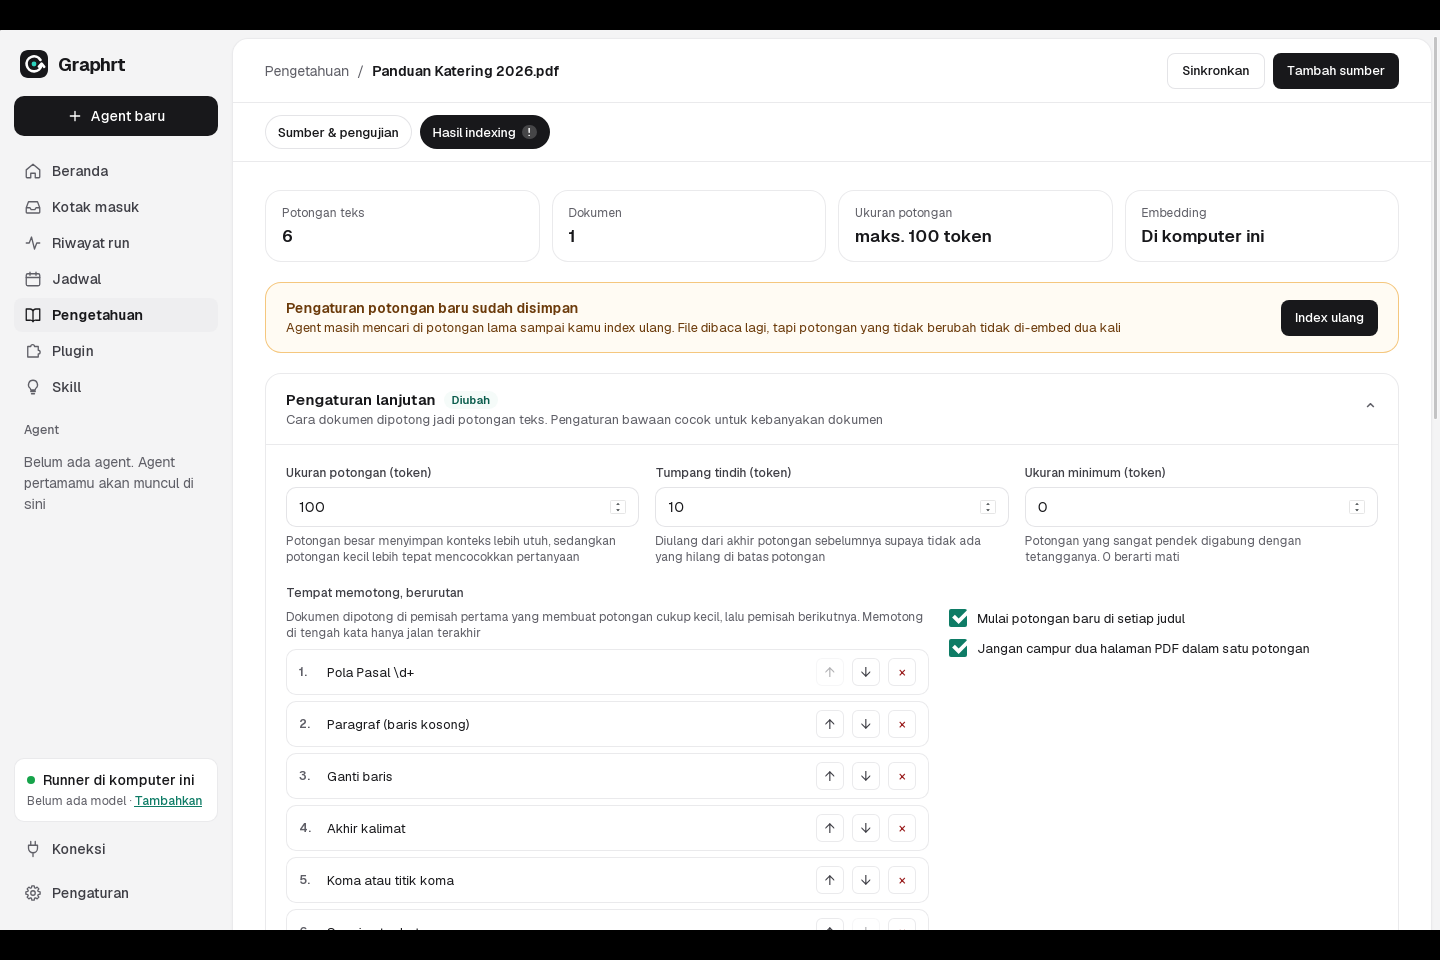 Graphrt
Agent baru
Beranda
Kotak masuk
Riwayat run
Jadwal
Pengetahuan
Plugin
Skill
Agent
Belum ada agent. Agent
pertamamu akan muncul di
sini
Runner di komputer ini
Belum ada model · Tambahkan
Koneksi
Pengaturan
Pengetahuan / Panduan Katering 2026.pdf
Sinkronkan
Tambah sumber
Sumber & pengujian
Hasil indexing !
Potongan teks
6
Dokumen
1
Ukuran potongan
maks. 100 token
Embedding
Di komputer ini
Pengaturan potongan baru sudah disimpan
Agent masih mencari di potongan lama sampai kamu index ulang. File dibaca lagi, tapi potongan yang tidak berubah tidak di-embed dua kali
Index ulang
Pengaturan lanjutan Diubah
Cara dokumen dipotong jadi potongan teks. Pengaturan bawaan cocok untuk kebanyakan dokumen
Ukuran potongan (token)
100
Potongan besar menyimpan konteks lebih utuh, sedangkan
potongan kecil lebih tepat mencocokkan pertanyaan
Tumpang tindih (token)
10
Diulang dari akhir potongan sebelumnya supaya tidak ada
yang hilang di batas potongan
Ukuran minimum (token)
0
Potongan yang sangat pendek digabung dengan
tetangganya. 0 berarti mati
Tempat memotong, berurutan
Dokumen dipotong di pemisah pertama yang membuat potongan cukup kecil, lalu pemisah berikutnya. Memotong
di tengah kata hanya jalan terakhir
1. Pola Pasal \d+
2. Paragraf (baris kosong)
3. Ganti baris
4. Akhir kalimat
5. Koma atau titik koma
Mulai potongan baru di setiap judul
Jangan campur dua halaman PDF dalam satu potongan